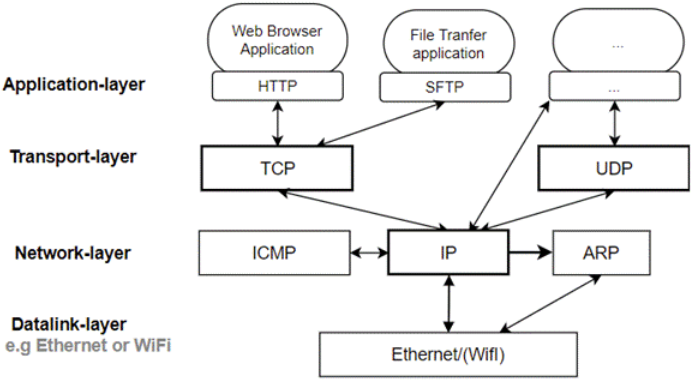 Web Browser
Application
File Tranfer
application
...
Application-layer
HTTP
SFTP
...
Transport-layer
TCP
UDP
Network-layer
ICMP
IP
ARP
Datalink-layer
e.g Ethernet or WiFi
Ethernet/(WifI)